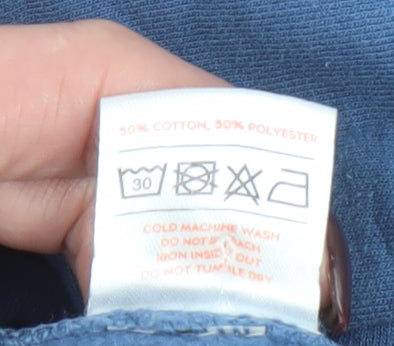 50% COTTON, 50% POLYESTER
30
COLD MACHINE WASH
DO NOT BLEACH
IRON INSIDE OUT
DO NOT TUMBLE DRY